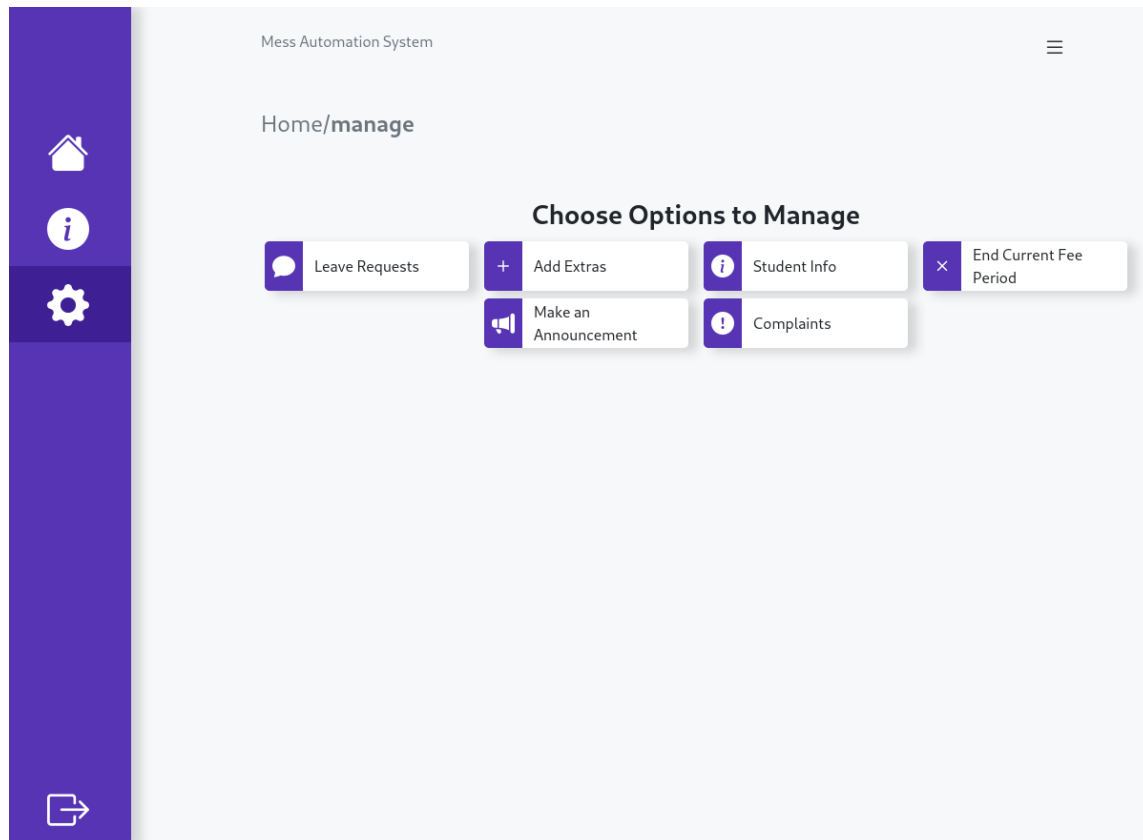 Mess Automation System
Home/manage
Choose Options to Manage
Leave Requests
Add Extras
Student Info
End Current Fee
Period
Make an
Announcement
Complaints